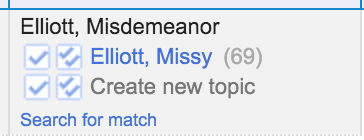 Elliott, Misdemeanor
Elliott, Missy (69)
Create new topic
Search for match